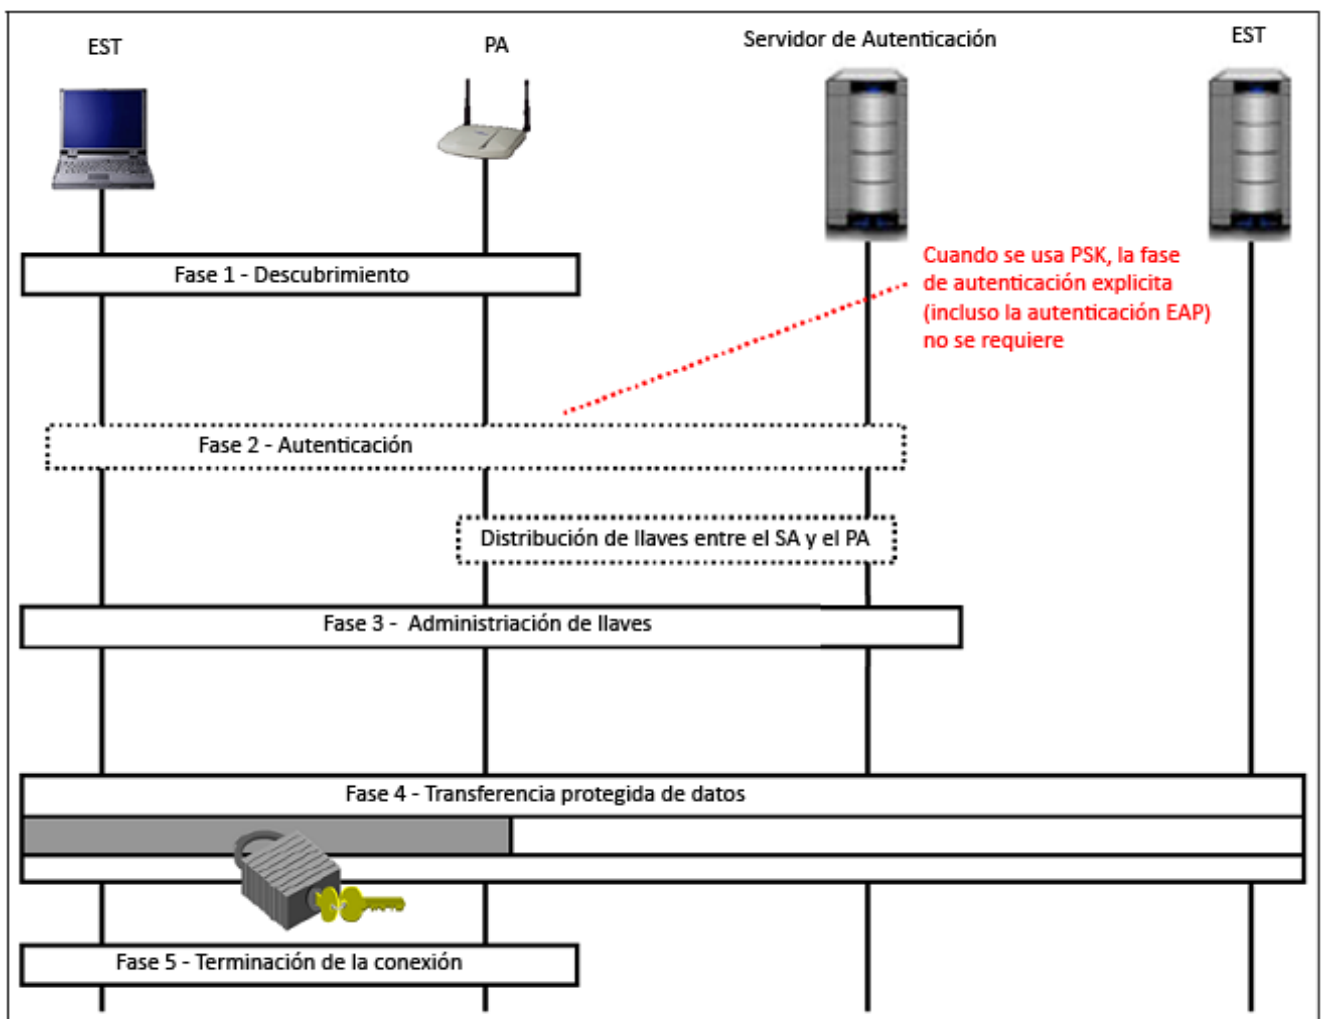 EST
PA
Servidor de Autenticación
EST
Fase 1 - Descubrimiento
Cuando se usa PSK, la fase
de autenticación explicita
(incluso la autenticación EAP)
no se requiere
Fase 2 - Autenticación
Distribución de llaves entre el SA y el PA
Fase 3 - Administriación de llaves
Fase 4 - Transferencia protegida de datos
Fase 5 - Terminación de la conexión